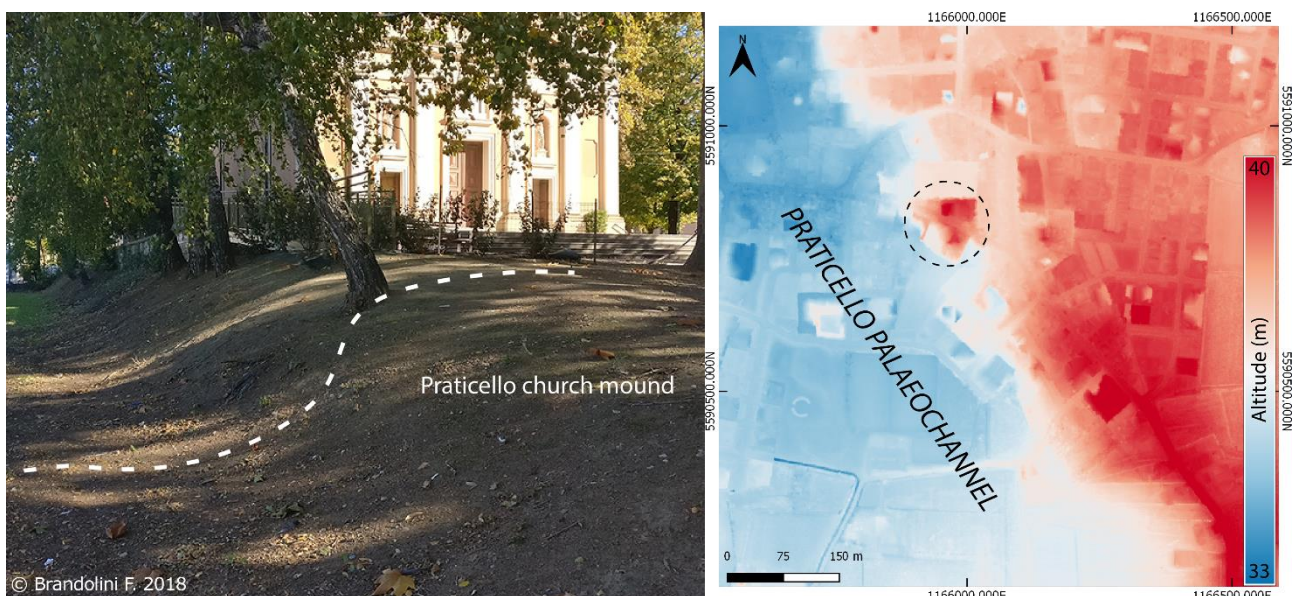 Praticello church mound
© Brandolini F. 2018
1166000.000E
1166500.000E
N
5591000.000N
5591000.000N
40
PRATICELLO PALAEOCHANNEL
5590500.000N
5590500.000N
Altitude (m)
0 75 150 m
33
1166000.000E
1166500.000E